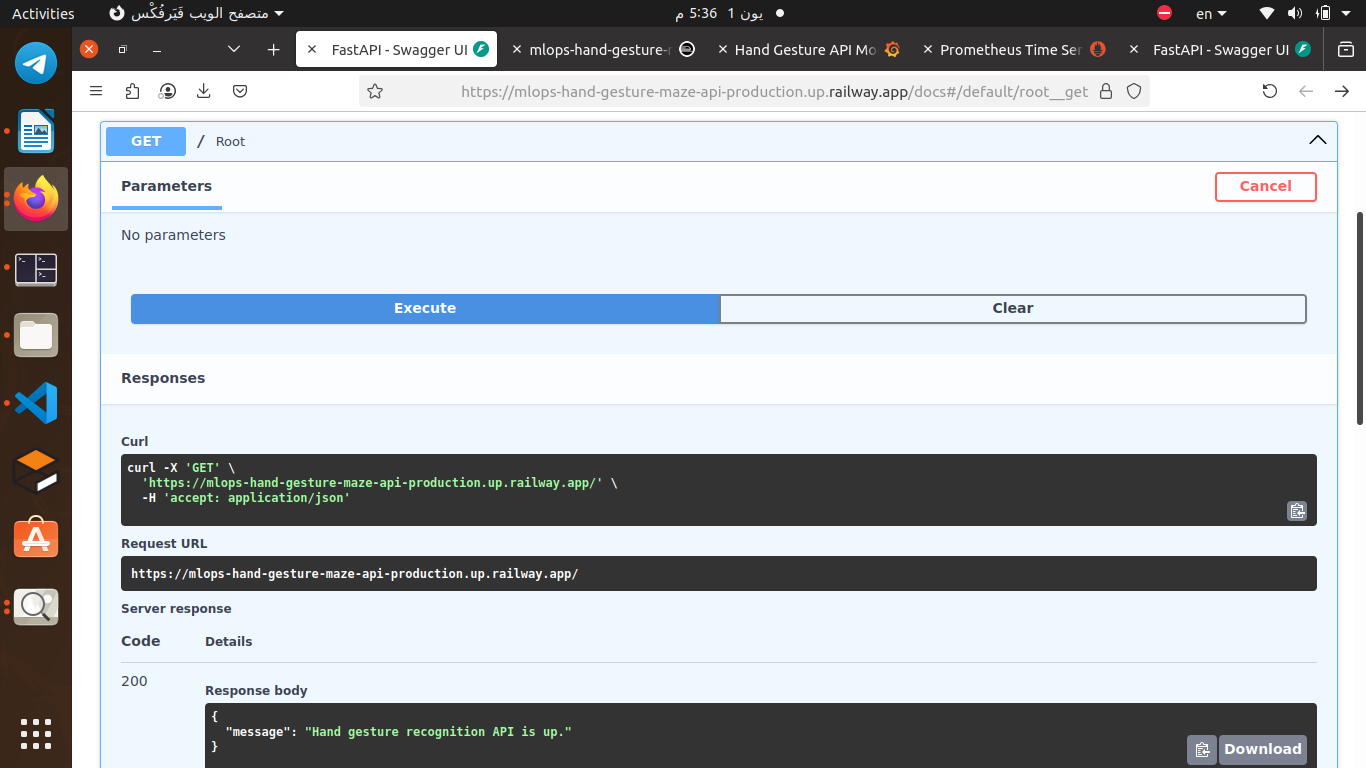 Activities
متصفح الويب فَيَرفُكْس
يون 1  5:36 م
en
FastAPI - Swagger UI
mlops-hand-gesture-r
Hand Gesture API Mo
Prometheus Time Ser
FastAPI - Swagger UI
https://mlops-hand-gesture-maze-api-production.up.railway.app/docs#/default/root__get
GET / Root
Parameters
Cancel
No parameters
Execute
Clear
Responses
Curl
curl -X 'GET' \
'https://mlops-hand-gesture-maze-api-production.up.railway.app/' \
-H 'accept: application/json'
Request URL
https://mlops-hand-gesture-maze-api-production.up.railway.app/
Server response
Code Details
200
Response body
{
"message": "Hand gesture recognition API is up."
}
Download